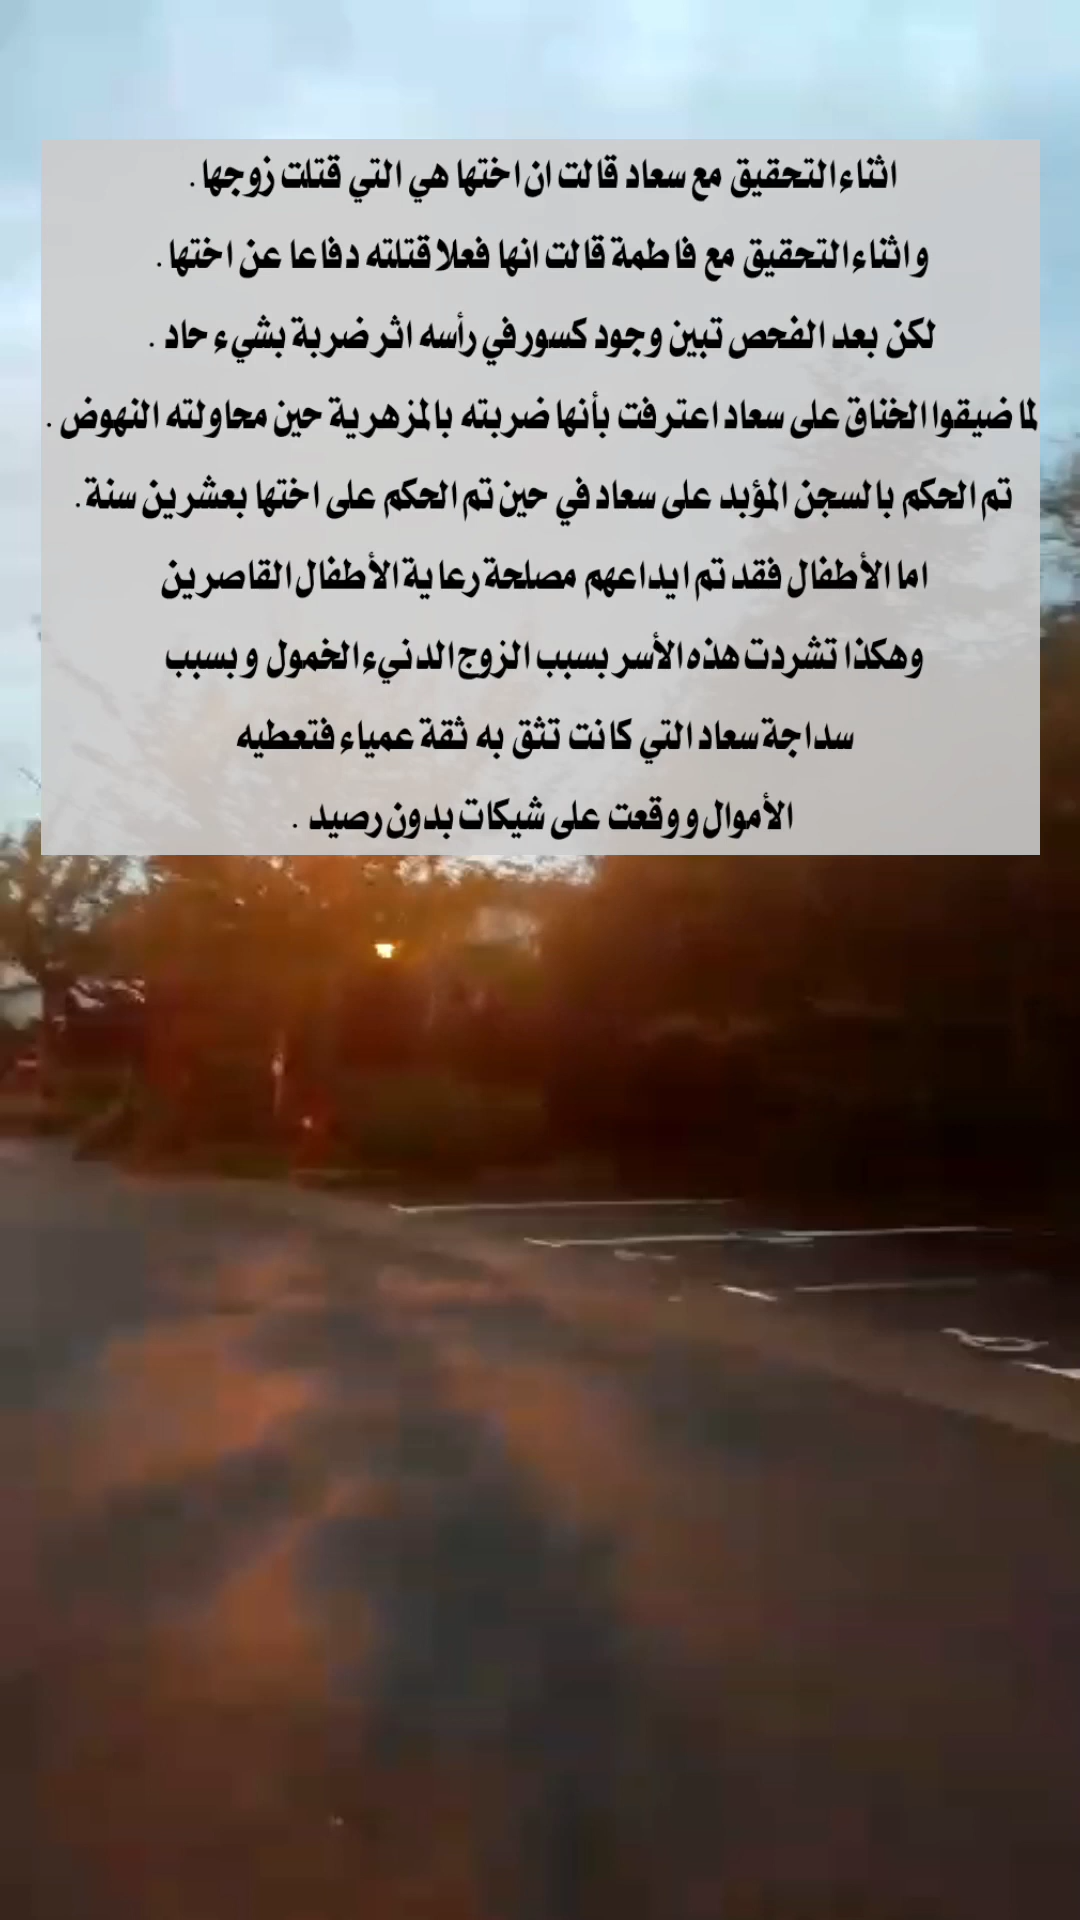 اثناء التحقيق مع سعاد قالت ان اختها هي التي قتلت زوجها .
و اثناء التحقيق مع فاطمة قالت انها فعلا قتلته دفاعا عن اختها .
لكن بعد الفحص تبين وجود كسور في رأسه اثر ضربة بشيء حاد .
لما ضيقوا الخناق على سعاد اعترفت بأنها ضربته بالمزهرية حين محاولته النهوض .
تم الحكم بالسجن المؤبد على سعاد في حين تم الحكم على اختها بعشرين سنة .
اما الأطفال فقد تم ايداعهم مصلحة رعاية الأطفال القاصرين
وهكذا تشردت هذه الأسر بسبب الزوج الدنيء الخمول و بسبب
سداجة سعاد التي كانت تثق به ثقة عمياء فتعطيه
الأموال و وقعت على شيكات بدون رصيد .